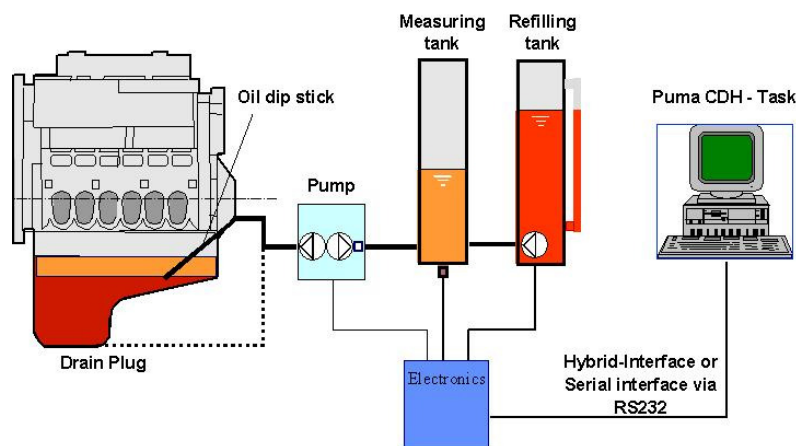 Measuring
tank
Refilling
tank
Oil dip stick
Puma CDH - Task
Pump
Drain Plug
Electronics
Hybrid-Interface or
Serial interface via
RS232